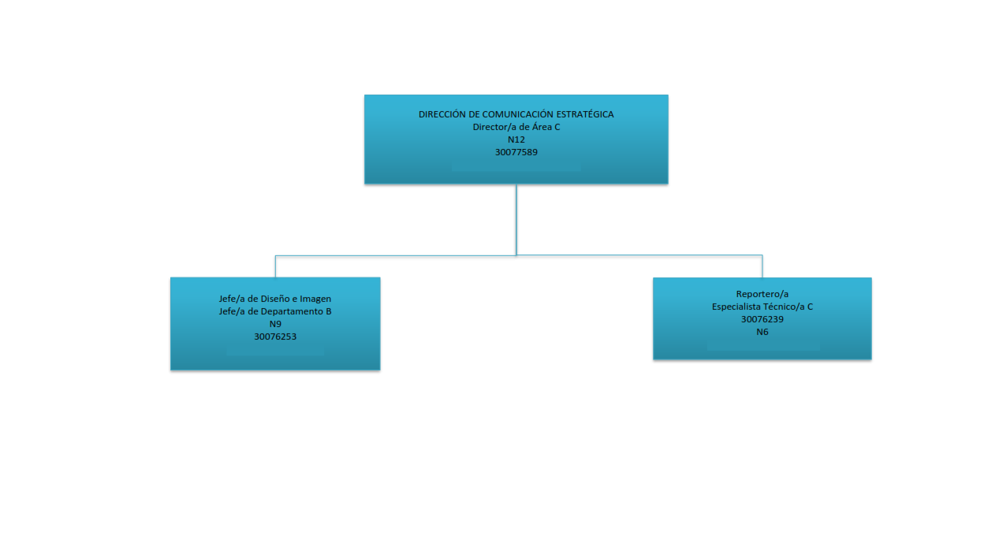 DIRECCIÓN DE COMUNICACIÓN ESTRATÉGICA
Director/a de Área C
N12
30077589
Jefe/a de Diseño e Imagen
Jefe/a de Departamento B
N9
30076253
Reportero/a
Especialista Técnico/a C
30076239
N6